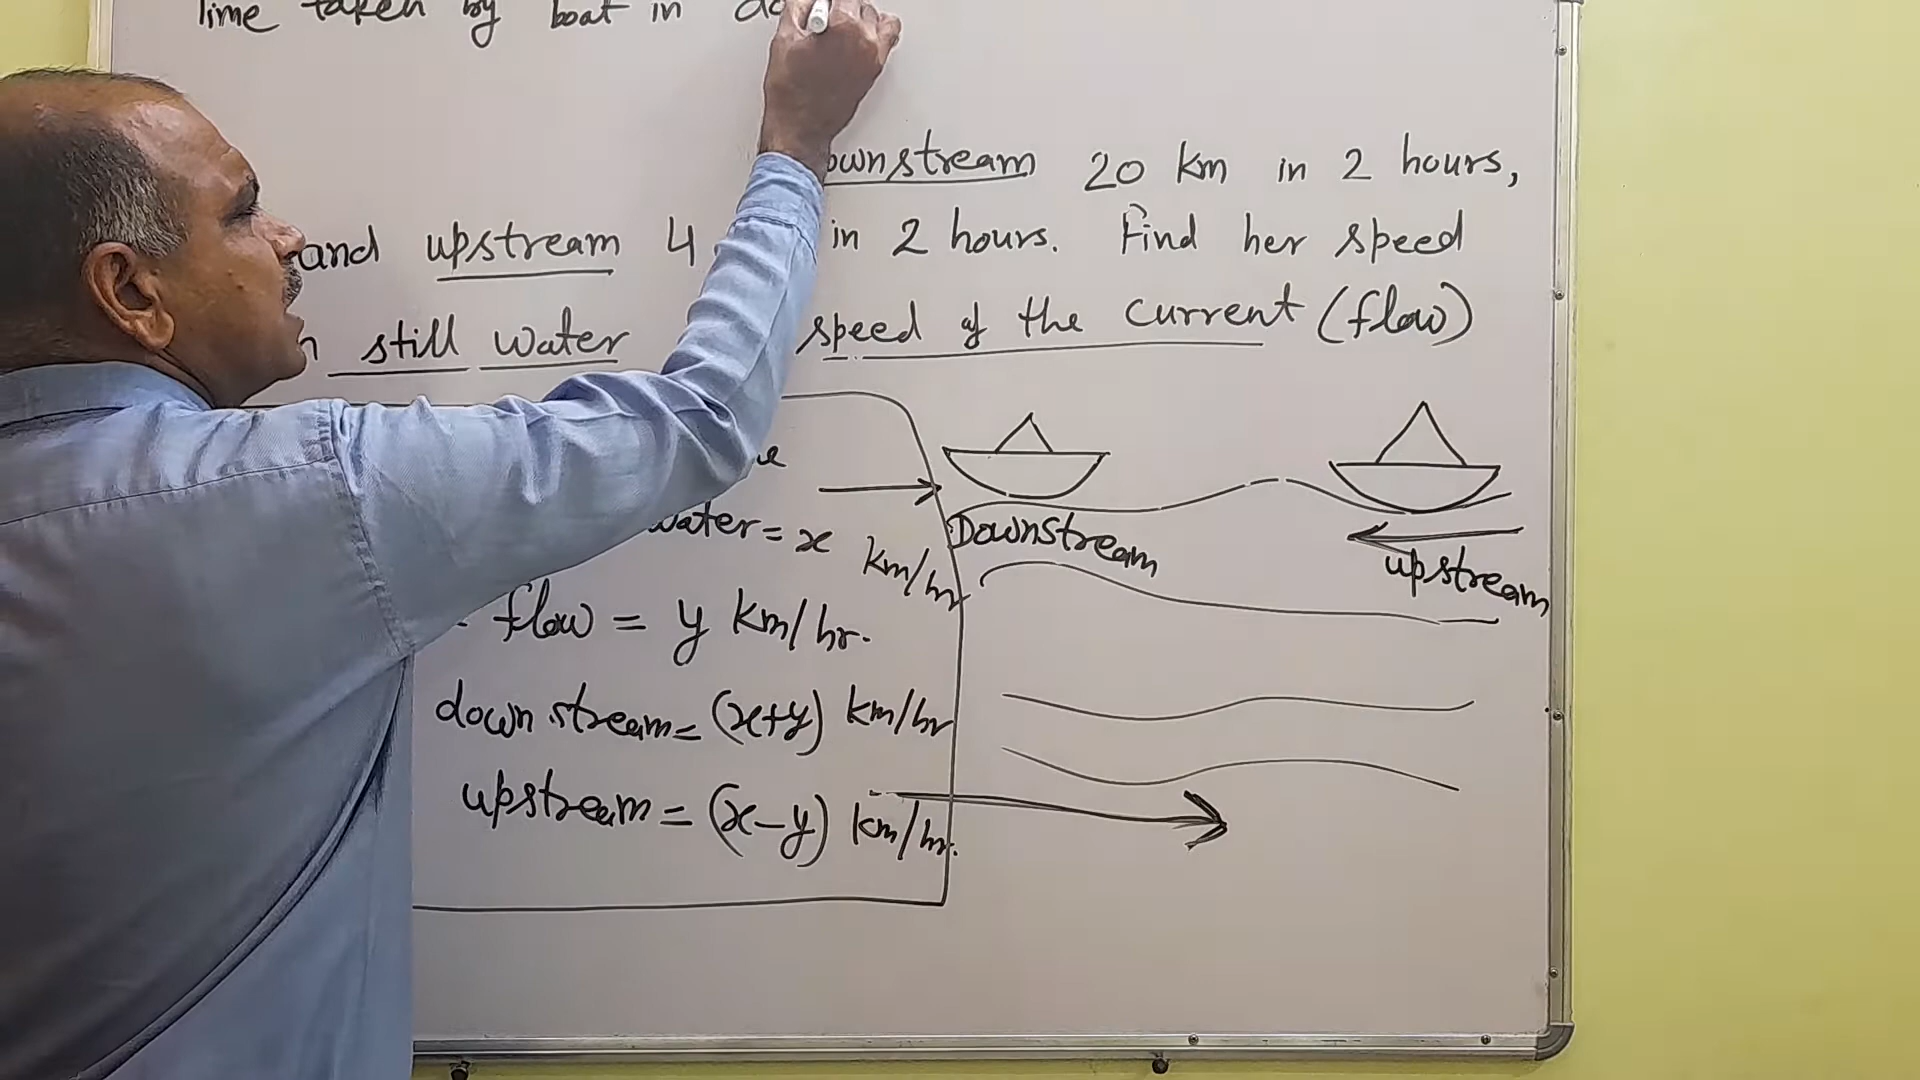 Time taken by boat in do
ownstream 20 km in 2 hours,
and upstream 4 in 2 hours. Find her speed
still water speed of the current (flow)
water = x km/hr
flow = y km/hr.
down stream = (x+y) km/hr
upstream = (x-y) km/hr.
Downstream
upstream